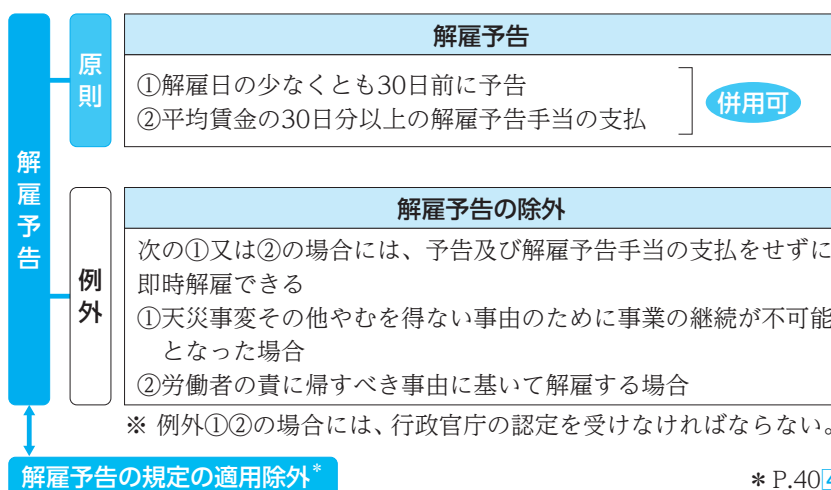 解雇予告
原則
解雇予告
①解雇日の少なくとも30日前に予告
②平均賃金の30日分以上の解雇予告手当の支払
併用可
例外
解雇予告の除外
次の①又は②の場合には、予告及び解雇予告手当の支払をせずに
即時解雇できる
①天災事変その他やむを得ない事由のために事業の継続が不可能
となった場合
②労働者の責に帰すべき事由に基いて解雇する場合
※ 例外①②の場合には、行政官庁の認定を受けなければならない。
解雇予告の規定の適用除外*
* P.40